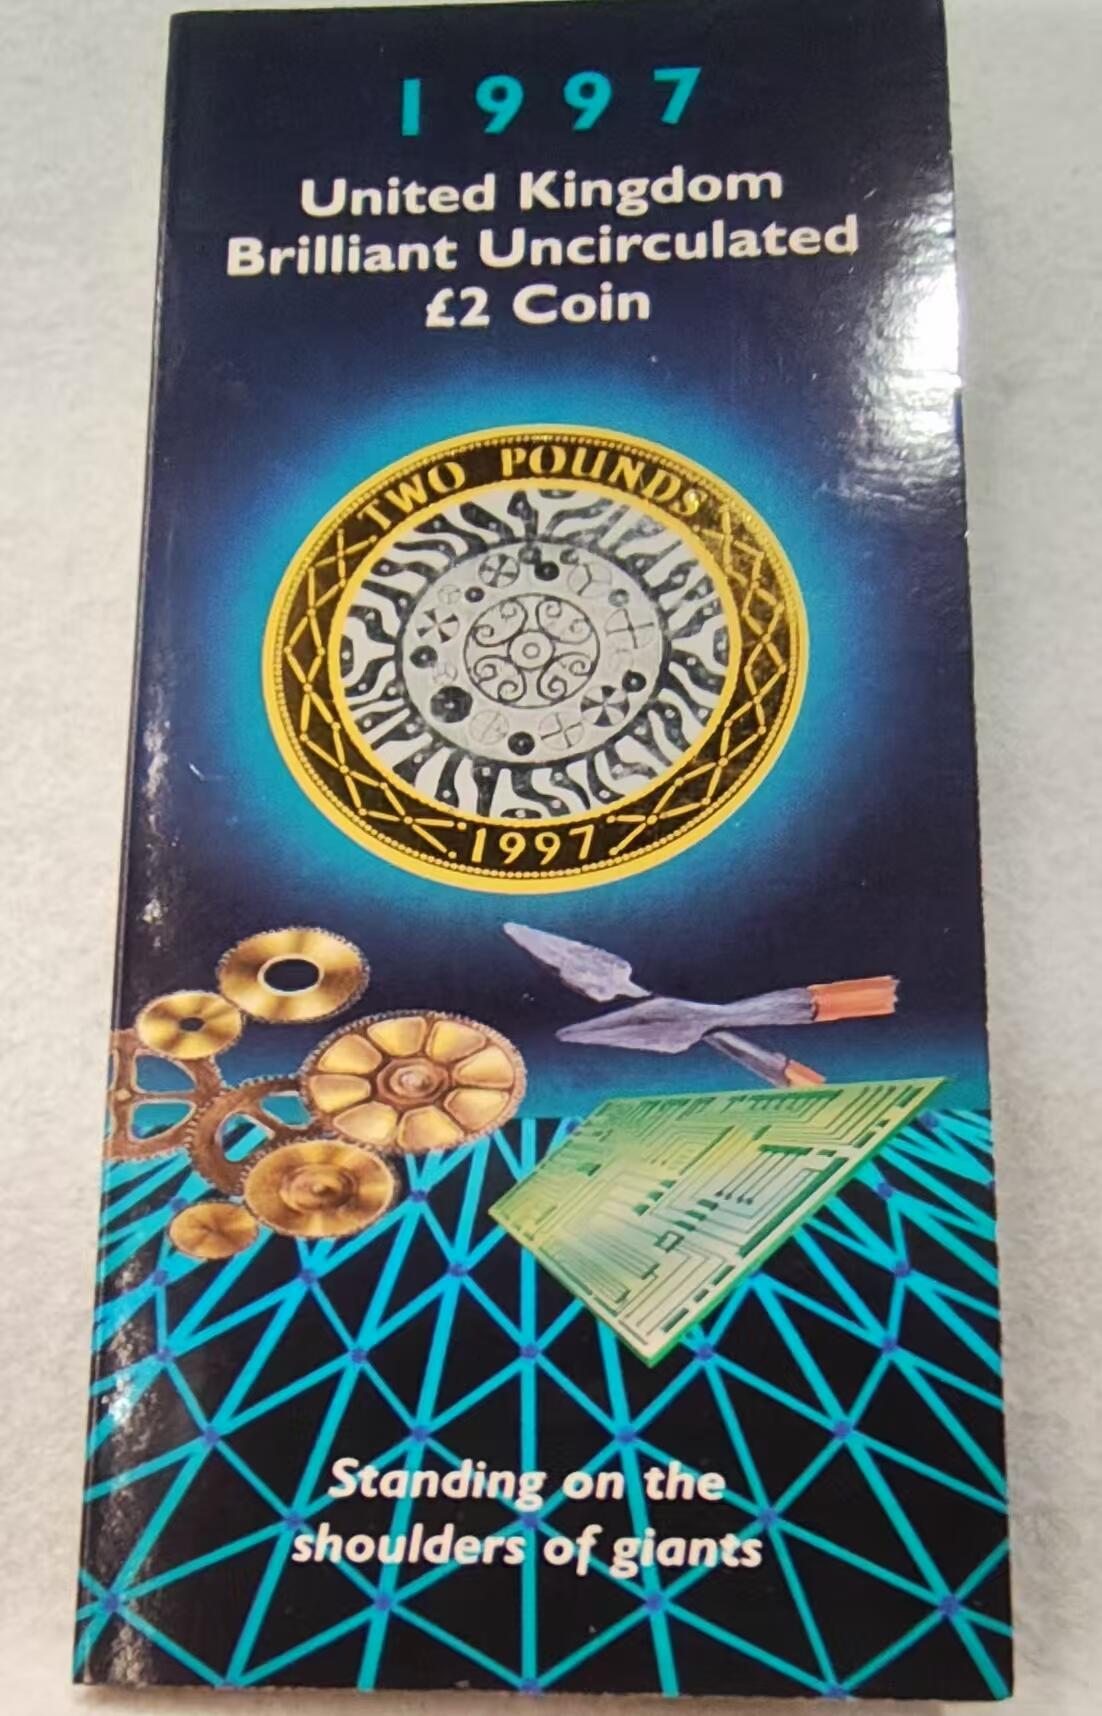 1997
United Kingdom
Brilliant Uncirculated
£2 Coin
TWO POUNDS
1997
Standing on the
shoulders of giants